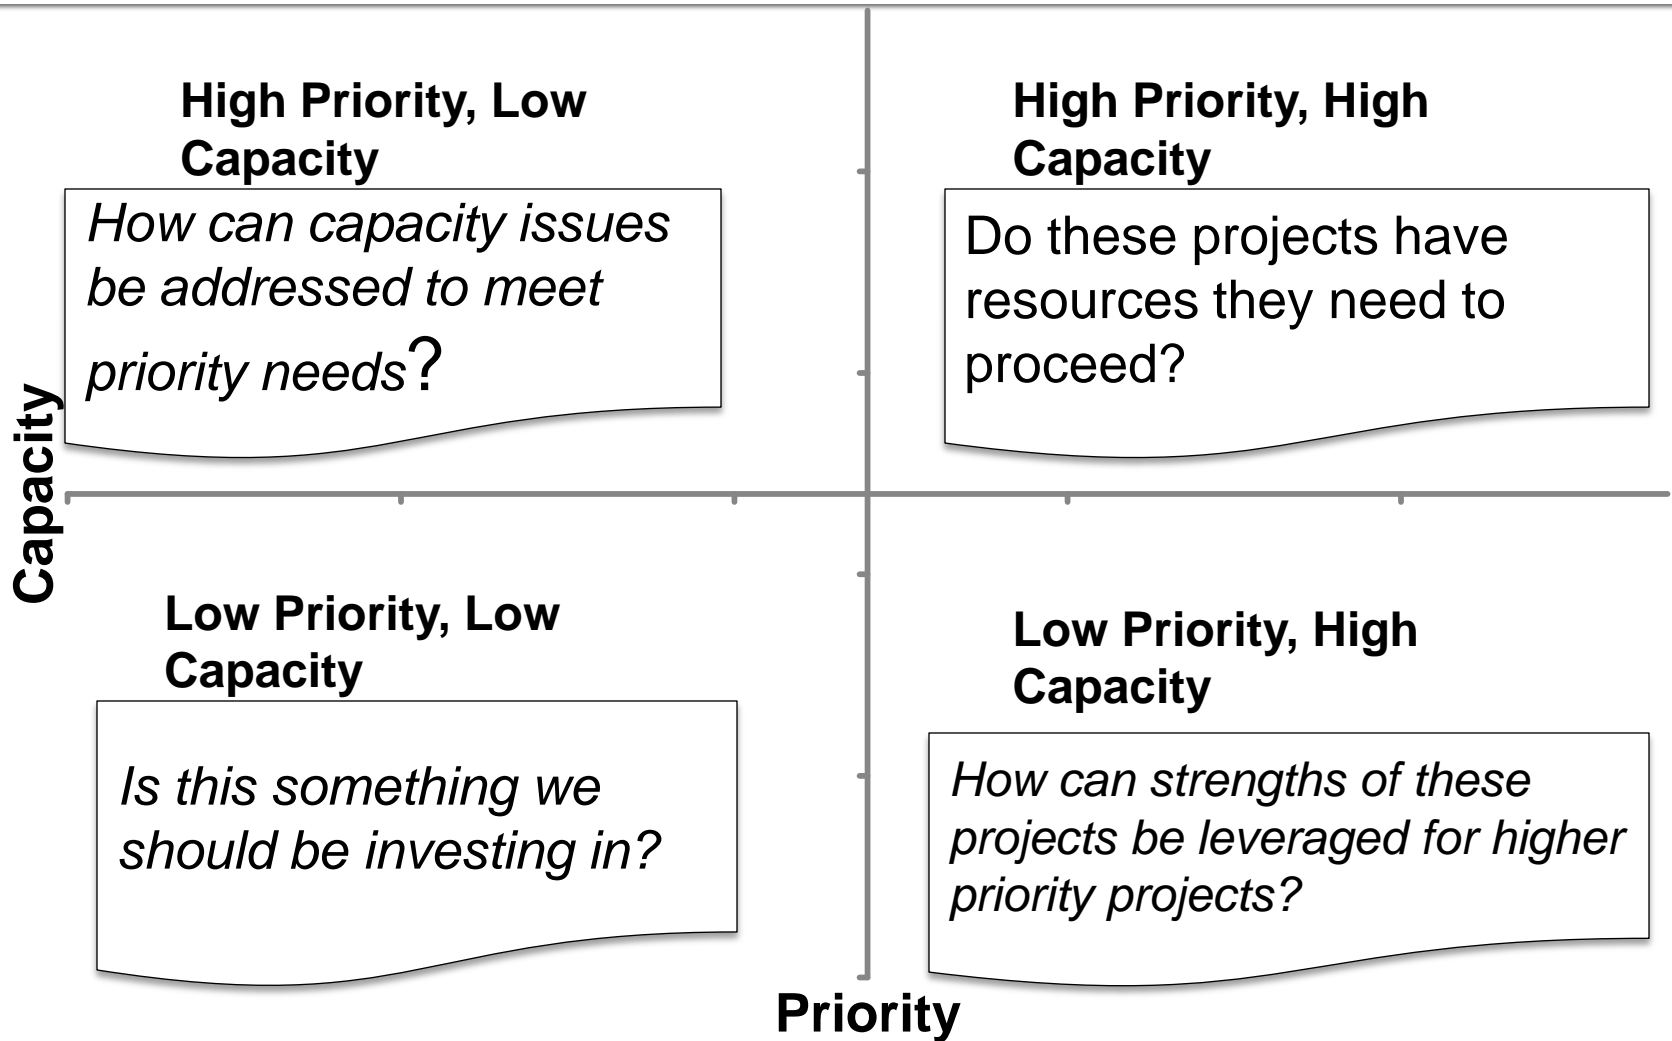 High Priority, Low
Capacity
How can capacity issues
be addressed to meet
priority needs?
High Priority, High
Capacity
Do these projects have
resources they need to
proceed?
Capacity
Low Priority, Low
Capacity
Is this something we
should be investing in?
Low Priority, High
Capacity
How can strengths of these
projects be leveraged for higher
priority projects?
Priority